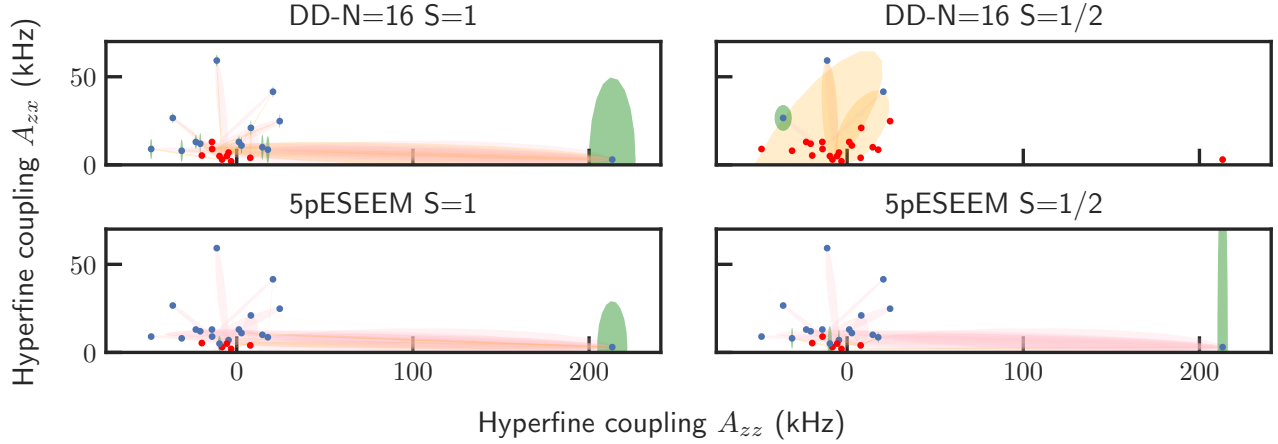 DD-N=16 S=1
DD-N=16 S=1/2
Hyperfine coupling A_{zx} (kHz)
50
0
5pESEEM S=1
5pESEEM S=1/2
50
0
0
100
200
0
100
200
Hyperfine coupling A_{zz} (kHz)